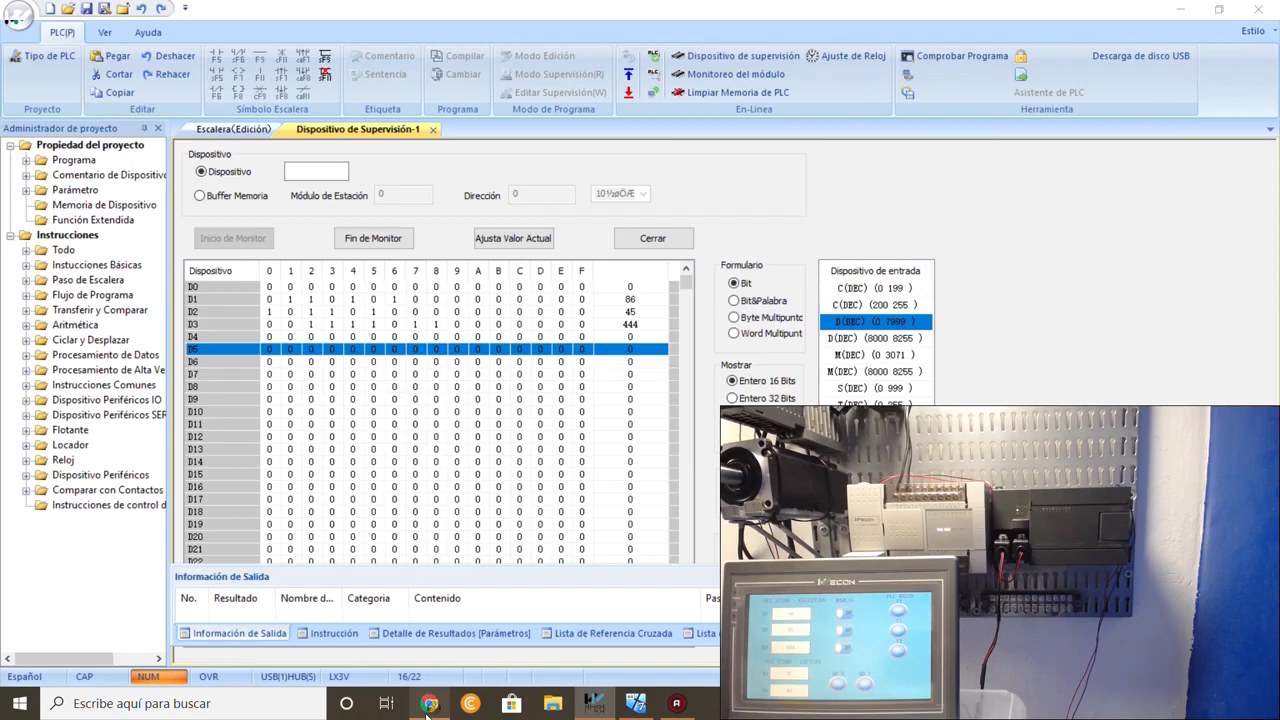 PLC(P) Ver Ayuda Estilo
Tipo de PLC Pegar Deshacer Comentario Compilar Modo Edición Dispositivo de supervisión Ajuste de Reloj Comprobar Programa Descarga de disco USB
Cortar Rehacer Sentencia Cambiar Modo Supervisión(R) Monitoreo del módulo
Copiar Editar Supervisión(W) Limpiar Memoria de PLC Asistente de PLC
Proyecto Editar Símbolo Escalera Etiqueta Programa Modo de Programa En-Linea Herramienta
Administrador de proyecto
Escalera(Edición) Dispositivo de Supervisión-1
Propiedad del proyecto
Programa
Comentario de Dispositivo
Parámetro
Memoria de Dispositivo
Función Extendida
Instrucciones
Todo
Instucciones Básicas
Paso de Escalera
Flujo de Programa
Transferir y Comparar
Aritmética
Ciclar y Desplazar
Procesamiento de Datos
Procesamiento de Alta Ve
Instrucciones Comunes
Dispositivo Periféricos IO
Dispositivo Periféricos SER
Flotante
Locador
Reloj
Dispositivo Periféricos
Comparar con Contactos
Instrucciones de control d
Dispositivo
Dispositivo
Buffer Memoria Módulo de Estación 0 Dirección 0 10½øÖÆ
Inicio de Monitor Fin de Monitor Ajusta Valor Actual Cerrar
Dispositivo 0 1 2 3 4 5 6 7 8 9 A B C D E F
D0 0 0 0 0 0 0 0 0 0 0 0 0 0 0 0 0 0
D1 0 1 1 0 1 0 1 0 0 0 0 0 0 0 0 0 86
D2 1 0 1 1 0 1 0 0 0 0 0 0 0 0 0 0 45
D3 0 0 1 1 1 1 0 1 1 0 0 0 0 0 0 0 444
D4 0 0 0 0 0 0 0 0 0 0 0 0 0 0 0 0 0
D5 0 0 0 0 0 0 0 0 0 0 0 0 0 0 0 0 0
D6 0 0 0 0 0 0 0 0 0 0 0 0 0 0 0 0 0
D7 0 0 0 0 0 0 0 0 0 0 0 0 0 0 0 0 0
D8 0 0 0 0 0 0 0 0 0 0 0 0 0 0 0 0 0
D9 0 0 0 0 0 0 0 0 0 0 0 0 0 0 0 0 0
D10 0 0 0 0 0 0 0 0 0 0 0 0 0 0 0 0 0
D11 0 0 0 0 0 0 0 0 0 0 0 0 0 0 0 0 0
D12 0 0 0 0 0 0 0 0 0 0 0 0 0 0 0 0 0
D13 0 0 0 0 0 0 0 0 0 0 0 0 0 0 0 0 0
D14 0 0 0 0 0 0 0 0 0 0 0 0 0 0 0 0 0
D15 0 0 0 0 0 0 0 0 0 0 0 0 0 0 0 0 0
D16 0 0 0 0 0 0 0 0 0 0 0 0 0 0 0 0 0
D17 0 0 0 0 0 0 0 0 0 0 0 0 0 0 0 0 0
D18 0 0 0 0 0 0 0 0 0 0 0 0 0 0 0 0 0
D19 0 0 0 0 0 0 0 0 0 0 0 0 0 0 0 0 0
D20 0 0 0 0 0 0 0 0 0 0 0 0 0 0 0 0 0
D21 0 0 0 0 0 0 0 0 0 0 0 0 0 0 0 0 0
Formulario
Bit
Bit&Palabra
Byte Multipunto
Word Multipunt
Mostrar
Entero 16 Bits
Entero 32 Bits
Dispositivo de entrada
C(DEC) (0 199 )
C(DEC) (200 255 )
D(DEC) (0 7999 )
D(DEC) (8000 8255 )
M(DEC) (0 3071 )
M(DEC) (8000 8255 )
S(DEC) (0 999 )
T(DEC) (0 255 )
Información de Salida
No. Resultado Nombre d... Categoria Contenido Pas
Información de Salida Instrucción Detalle de Resultados [Parámetros] Lista de Referencia Cruzada Lista
Español CAP NUM OVR USB(1)HUB(5) LX3V 16/22
Escribe aquí para buscar
WECON